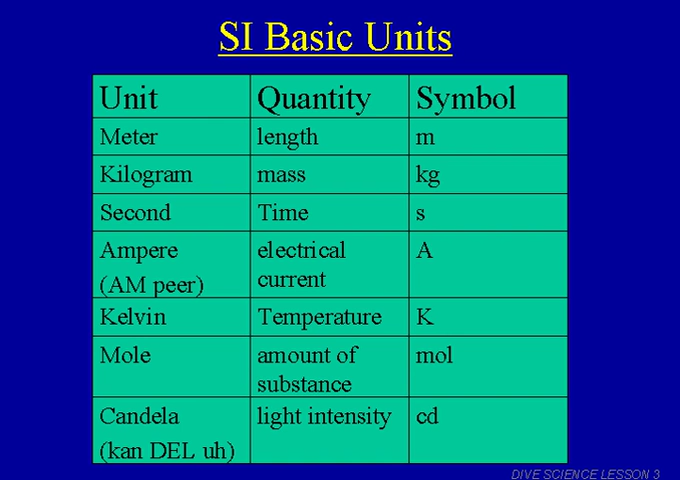 SI Basic Units
Unit Quantity Symbol
Meter length m
Kilogram mass kg
Second Time s
Ampere electrical A
(AM peer) current
Kelvin Temperature K
Mole amount of mol
substance
Candela light intensity cd
(kan DEL uh)
DIVE SCIENCE LESSON 3